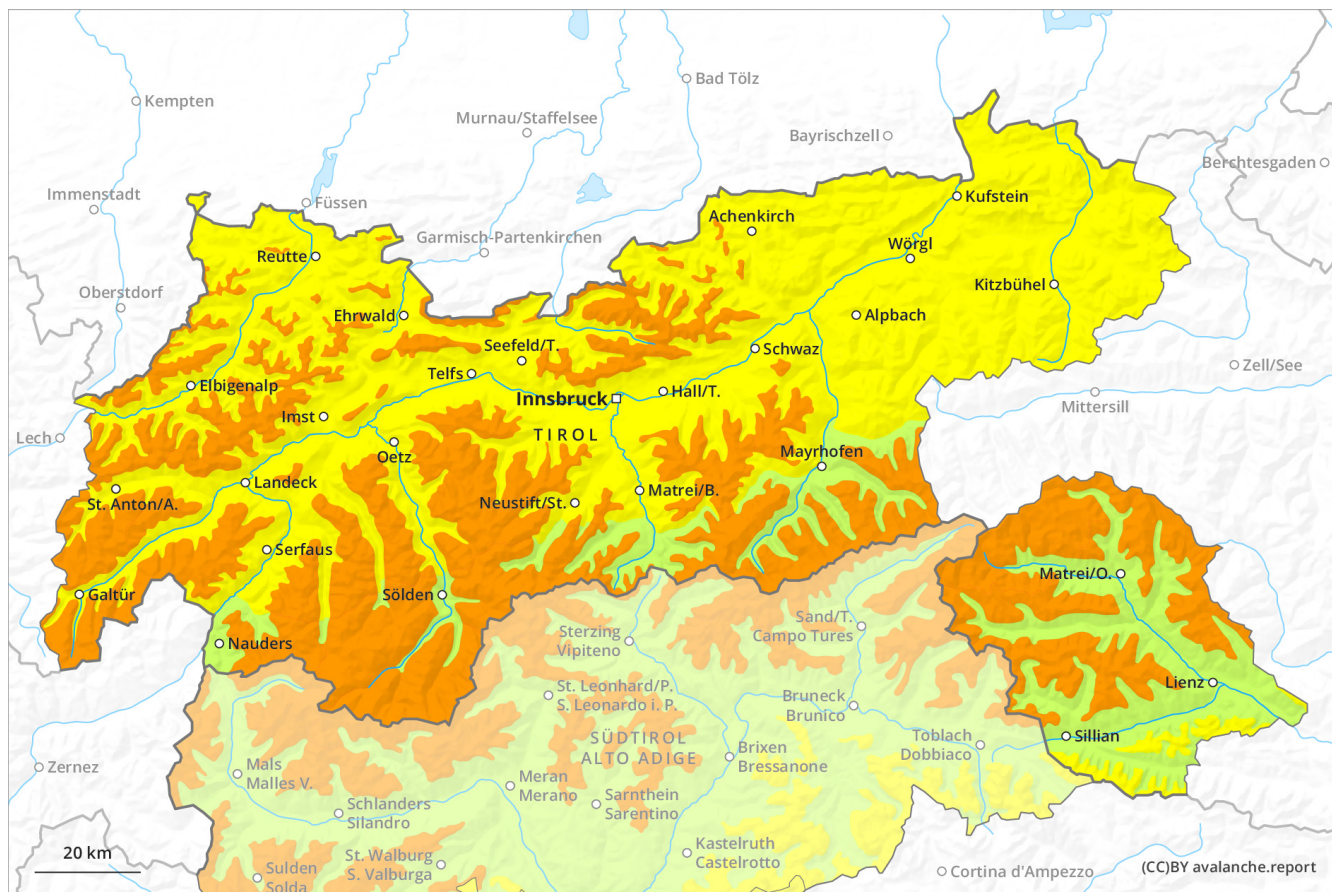 Kempten
Bad Tölz
Murnau/Staffelsee
Bayrischzell
Berchtesgaden
Immenstadt
Füssen
Kufstein
Achenkirch
Garmisch-Partenkirchen
Wörgl
Reutte
Kitzbühel
Oberstdorf
Ehrwald
Alpbach
Seefeld/T.
Schwaz
Zell/See
Telfs
Elbigenalp
Hall/T.
Innsbruck
Mittersill
Imst
Lech
TIROL
Mayrhofen
Oetz
Landeck
Matrei/B.
St. Anton/A.
Neustift/St.
Serfaus
Matrei/O.
Galtür
Sölden
Sand/T.
Campo Tures
Sterzing
Vipiteno
Nauders
Lienz
St. Leonhard/P.
S. Leonardo i. P.
Bruneck
Brunico
SÜDTIROL
ALTO ADIGE
Toblach
Dobbiaco
Sillian
Brixen
Bressanone
Zernez
Mals
Malles V.
Meran
Merano
Sarnthein
Sarentino
Schlanders
Silandro
20 km
St. Walburg
S. Valburga
Kastelruth
Castelrotto
Sulden
Solda
Cortina d'Ampezzo
(CC)BY avalanche.report